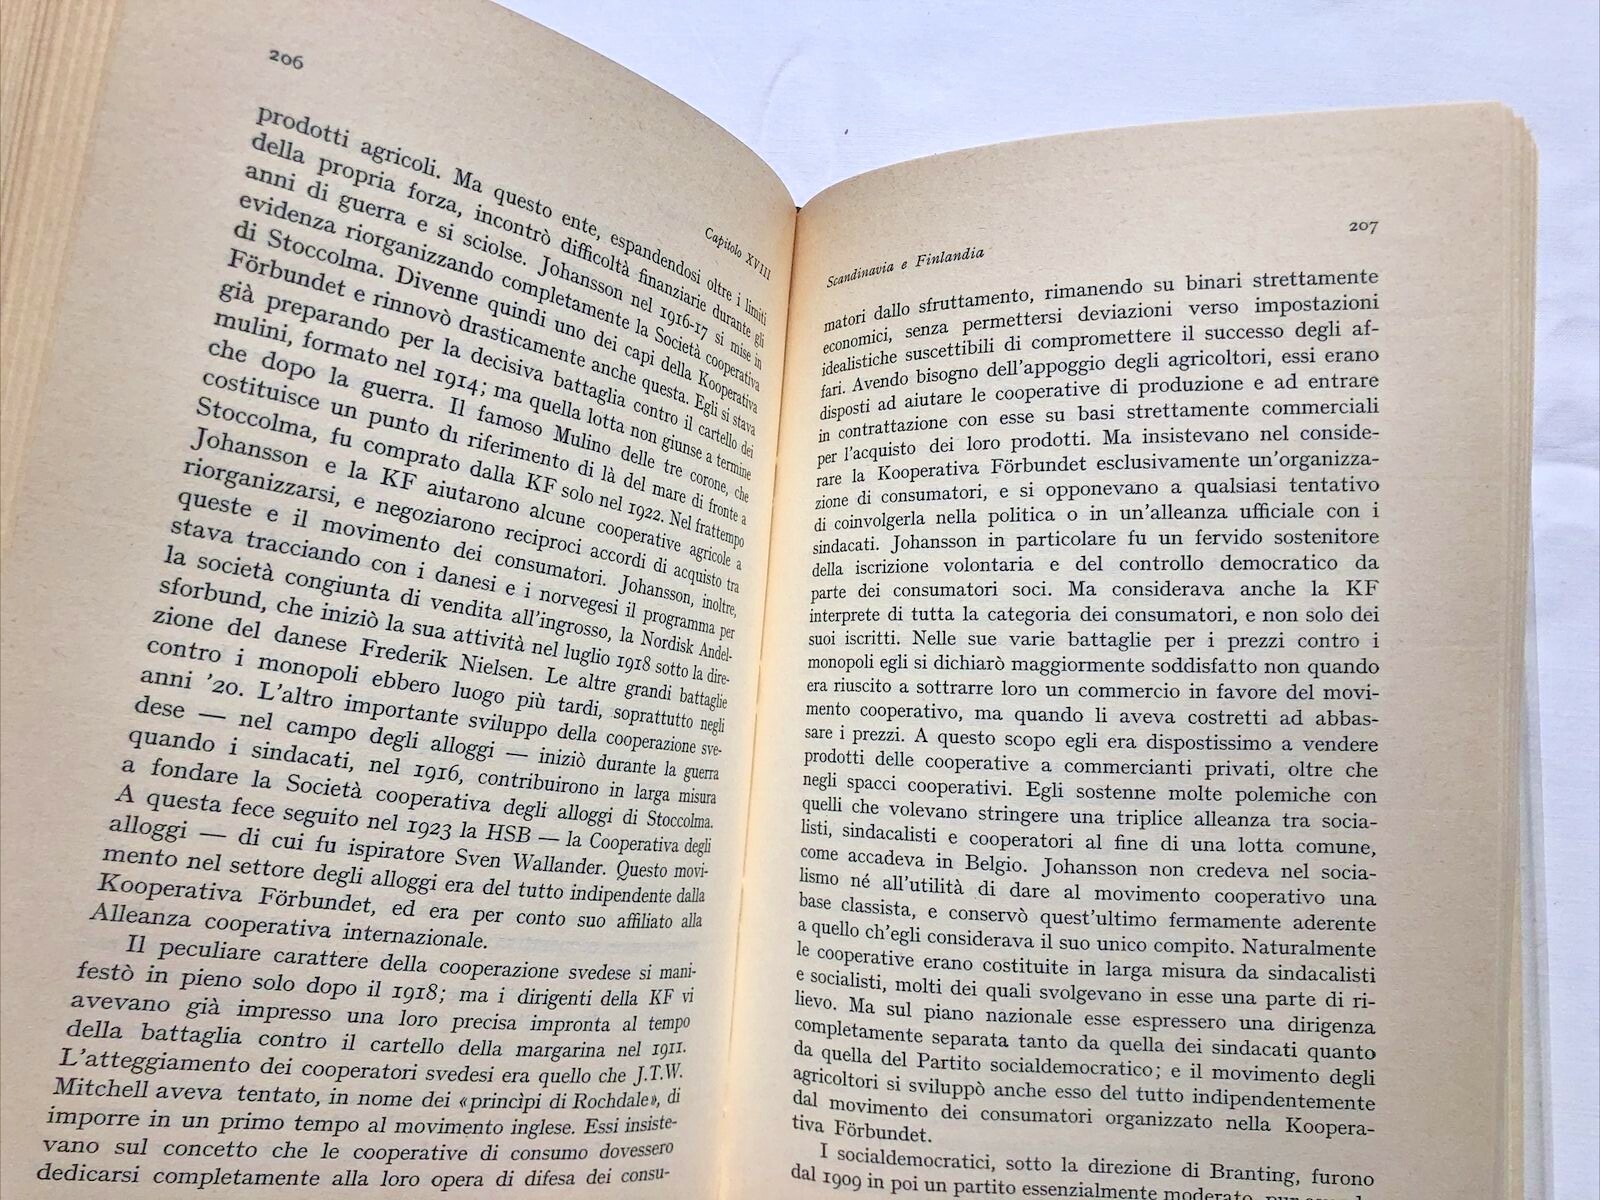 206
Capitolo XVIII
prodotti agricoli. Ma questo ente, espandendosi oltre i limiti
della propria forza, incontrò difficoltà finanziarie durante gli
anni di guerra e si sciolse. Johansson nel 1916-17 si mise in
evidenza riorganizzando completamente la Società cooperativa
di Stoccolma. Divenne quindi uno dei capi della Kooperativa
Förbundet e rinnovò drasticamente anche questa. Egli si stava
già preparando per la decisiva battaglia contro il cartello dei
mulini, formato nel 1914; ma quella lotta non giunse a termine
che dopo la guerra. Il famoso Mulino delle tre corone, che
costituisce un punto di riferimento di là del mare di fronte a
Stoccolma, fu comprato dalla KF solo nel 1922. Nel frattempo
Johansson e la KF aiutarono alcune cooperative agricole a
riorganizzarsi, e negoziarono reciproci accordi di acquisto tra
queste e il movimento dei consumatori. Johansson, inoltre,
stava tracciando con i danesi e i norvegesi il programma per
la società congiunta di vendita all'ingrosso, la Nordisk Andel-
sforbund, che iniziò la sua attività nel luglio 1918 sotto la dire-
zione del danese Frederik Nielsen. Le altre grandi battaglie
contro i monopoli ebbero luogo più tardi, soprattutto negli
anni '20. L'altro importante sviluppo della cooperazione sve-
dese — nel campo degli alloggi — iniziò durante la guerra
quando i sindacati, nel 1916, contribuirono in larga misura
a fondare la Società cooperativa degli alloggi di Stoccolma.
A questa fece seguito nel 1923 la HSB — la Cooperativa degli
alloggi — di cui fu ispiratore Sven Wallander. Questo movi-
mento nel settore degli alloggi era del tutto indipendente dalla
Kooperativa Förbundet, ed era per conto suo affiliato alla
Alleanza cooperativa internazionale.
Il peculiare carattere della cooperazione svedese si mani-
festò in pieno solo dopo il 1918; ma i dirigenti della KF vi
avevano già impresso una loro precisa impronta al tempo
della battaglia contro il cartello della margarina nel 1911.
L'atteggiamento dei cooperatori svedesi era quello che J.T.W.
Mitchell aveva tentato, in nome dei «princìpi di Rochdale», di
imporre in un primo tempo al movimento inglese. Essi insiste-
vano sul concetto che le cooperative di consumo dovessero
dedicarsi completamente alla loro opera di difesa dei consu-
Scandinavia e Finlandia
207
matori dallo sfruttamento, rimanendo su binari strettamente
economici, senza permettersi deviazioni verso impostazioni
idealistiche suscettibili di compromettere il successo degli af-
fari. Avendo bisogno dell'appoggio degli agricoltori, essi erano
disposti ad aiutare le cooperative di produzione e ad entrare
in contrattazione con esse su basi strettamente commerciali
per l'acquisto dei loro prodotti. Ma insistevano nel conside-
rare la Kooperativa Förbundet esclusivamente un'organizza-
zione di consumatori, e si opponevano a qualsiasi tentativo
di coinvolgerla nella politica o in un'alleanza ufficiale con i
sindacati. Johansson in particolare fu un fervido sostenitore
della iscrizione volontaria e del controllo democratico da
parte dei consumatori soci. Ma considerava anche la KF
interprete di tutta la categoria dei consumatori, e non solo dei
suoi iscritti. Nelle sue varie battaglie per i prezzi contro i
monopoli egli si dichiarò maggiormente soddisfatto non quando
era riuscito a sottrarre loro un commercio in favore del movi-
mento cooperativo, ma quando li aveva costretti ad abbas-
sare i prezzi. A questo scopo egli era dispostissimo a vendere
prodotti delle cooperative a commercianti privati, oltre che
negli spacci cooperativi. Egli sostenne molte polemiche con
quelli che volevano stringere una triplice alleanza tra socia-
listi, sindacalisti e cooperatori al fine di una lotta comune,
come accadeva in Belgio. Johansson non credeva nel socia-
lismo né all'utilità di dare al movimento cooperativo una
base classista, e conservò quest'ultimo fermamente aderente
a quello ch'egli considerava il suo unico compito. Naturalmente
le cooperative erano costituite in larga misura da sindacalisti
e socialisti, molti dei quali svolgevano in esse una parte di ri-
lievo. Ma sul piano nazionale esse espressero una dirigenza
completamente separata tanto da quella dei sindacati quanto
da quella del Partito socialdemocratico; e il movimento degli
agricoltori si sviluppò anche esso del tutto indipendentemente
dal movimento dei consumatori organizzato nella Koopera-
tiva Förbundet.
I socialdemocratici, sotto la direzione di Branting, furono
dal 1909 in poi un partito essenzialmente moderato, pur